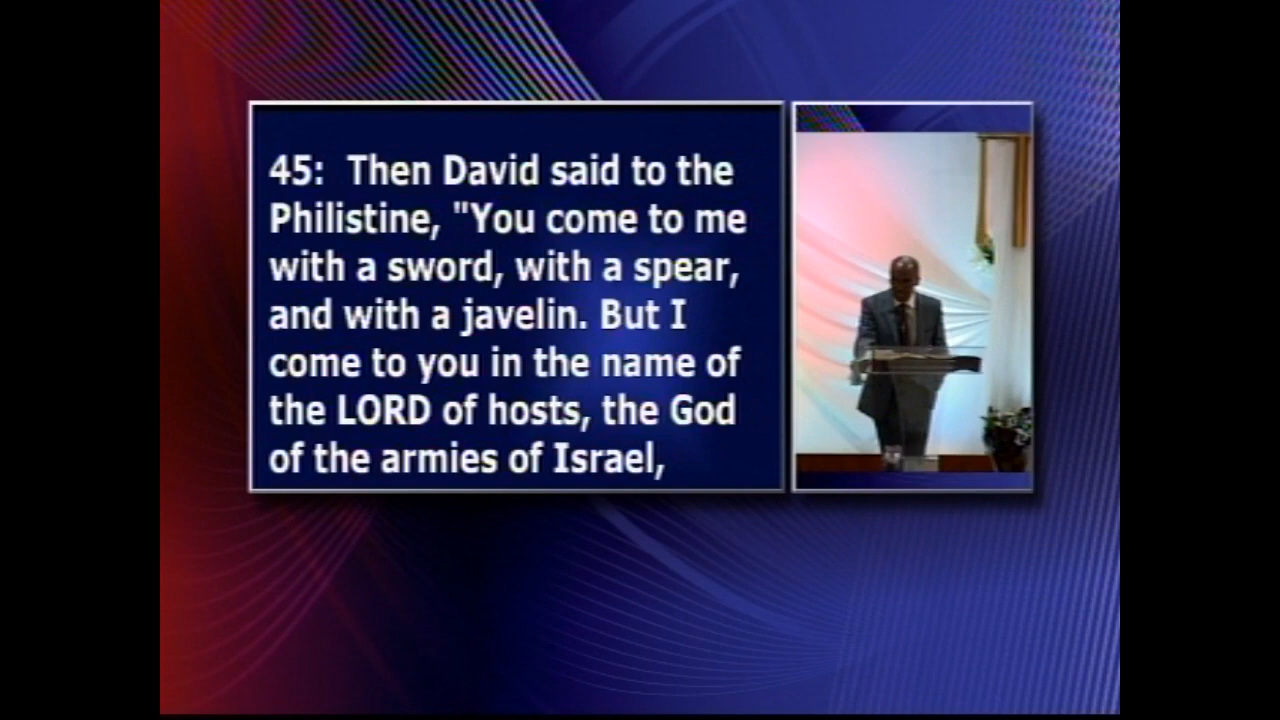 45:  Then David said to the
Philistine, "You come to me
with a sword, with a spear,
and with a javelin. But I
come to you in the name of
the LORD of hosts, the God
of the armies of Israel,